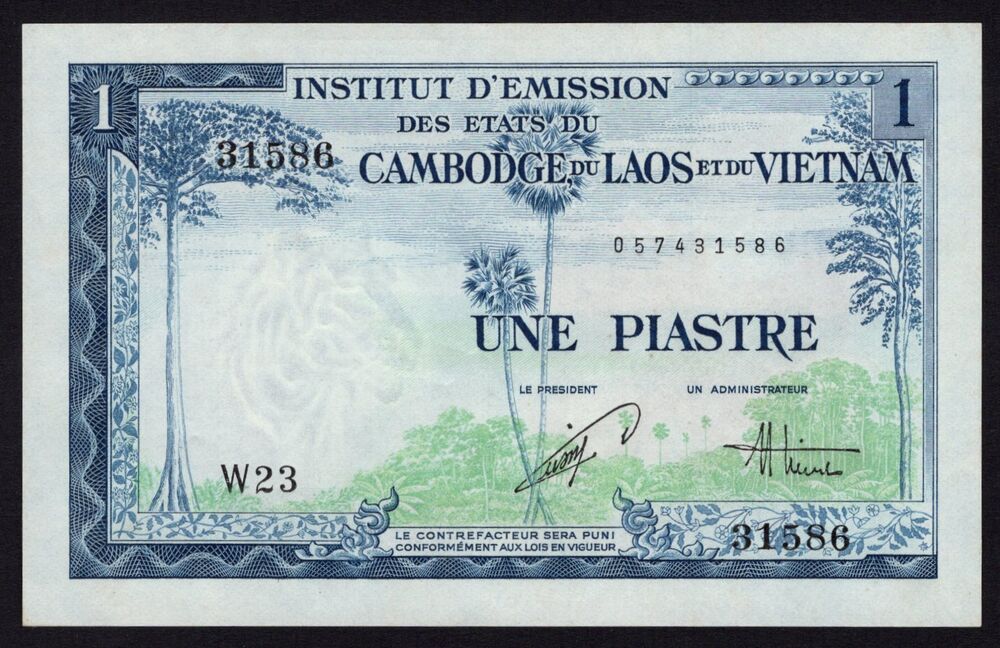 1
INSTITUT D'EMISSION
1
DES ETATS DU
31586
CAMBODGE, DU LAOS ET DU VIETNAM
057431586
UNE PIASTRE
LE PRESIDENT
UN ADMINISTRATEUR
W23
LE CONTREFACTEUR SERA PUNI
CONFORMÉMENT AUX LOIS EN VIGUEUR
31586